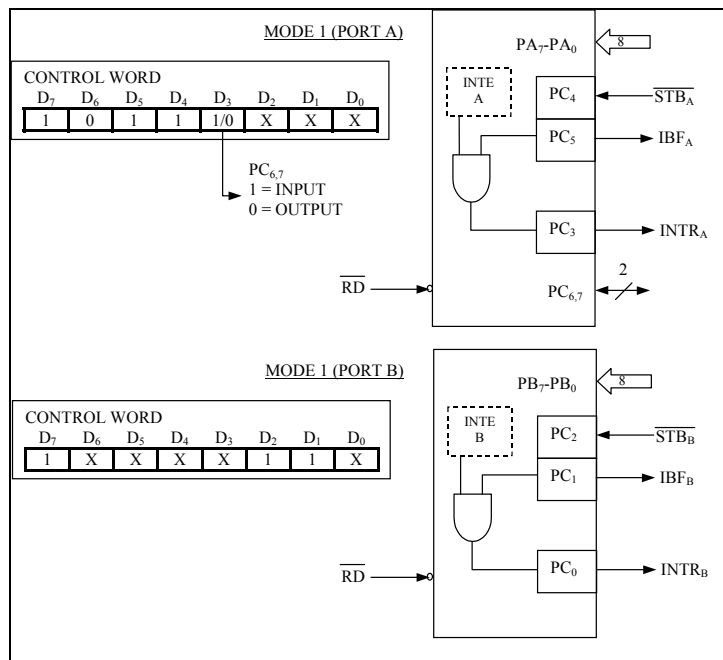 MODE 1 (PORT A)
CONTROL WORD
D7 D6 D5 D4 D3 D2 D1 D0
1 0 1 1 1/0 X X X
PC6,7
1 = INPUT
0 = OUTPUT
PA7-PA0
8
INTE
A
PC4
STBA
PC5
IBFA
PC3
INTRA
RD
2
PC6,7
MODE 1 (PORT B)
CONTROL WORD
D7 D6 D5 D4 D3 D2 D1 D0
1 X X X X 1 1 X
PB7-PB0
8
INTE
B
PC2
STBB
PC1
IBFB
PC0
INTRB
RD